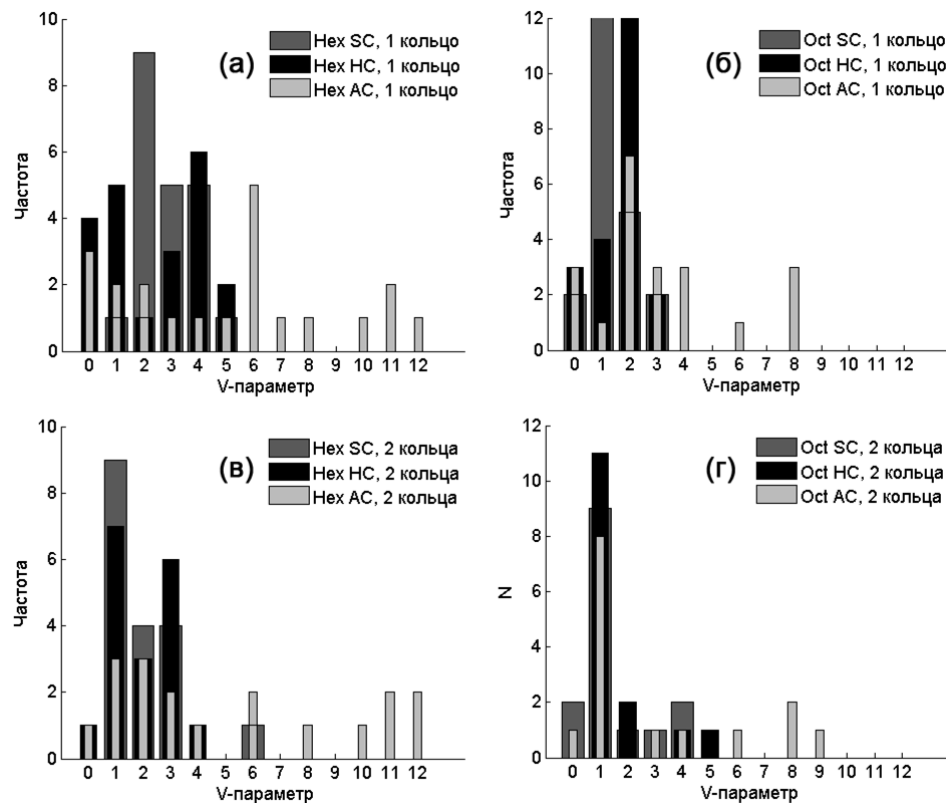 (а)
Hex SC, 1 кольцо
Hex HC, 1 кольцо
Hex AC, 1 кольцо
Частота
10
8
6
4
2
0
0 1 2 3 4 5 6 7 8 9 10 11 12
V-параметр
(б)
Oct SC, 1 кольцо
Oct HC, 1 кольцо
Oct AC, 1 кольцо
Частота
12
10
8
6
4
2
0
0 1 2 3 4 5 6 7 8 9 10 11 12
V-параметр
(в)
Hex SC, 2 кольца
Hex HC, 2 кольца
Hex AC, 2 кольца
Частота
10
8
6
4
2
0
0 1 2 3 4 5 6 7 8 9 10 11 12
V-параметр
(г)
Oct SC, 2 кольца
Oct HC, 2 кольца
Oct AC, 2 кольца
N
12
10
8
6
4
2
0
0 1 2 3 4 5 6 7 8 9 10 11 12
V-параметр